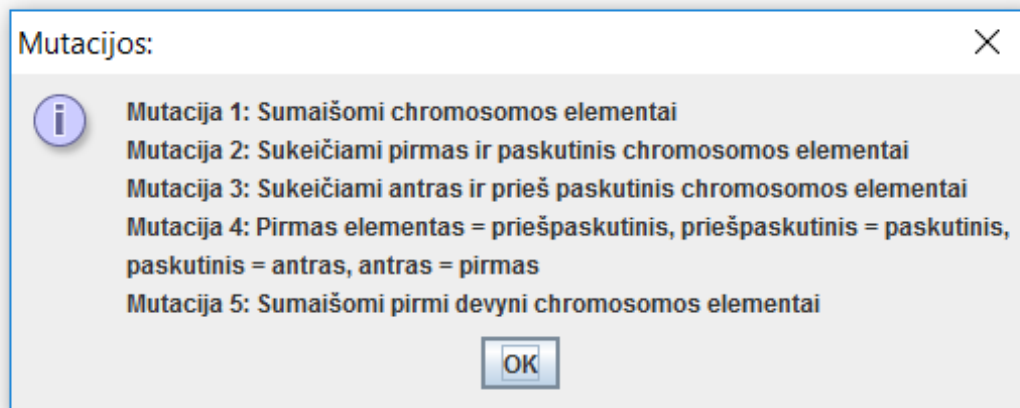 Mutacijos:
Mutacija 1: Sumaišomi chromosomos elementai
Mutacija 2: Sukeičiami pirmas ir paskutinis chromosomos elementai
Mutacija 3: Sukeičiami antras ir prieš paskutinis chromosomos elementai
Mutacija 4: Pirmas elementas = priešpaskutinis, priešpaskutinis = paskutinis,
paskutinis = antras, antras = pirmas
Mutacija 5: Sumaišomi pirmi devyni chromosomos elementai
OK